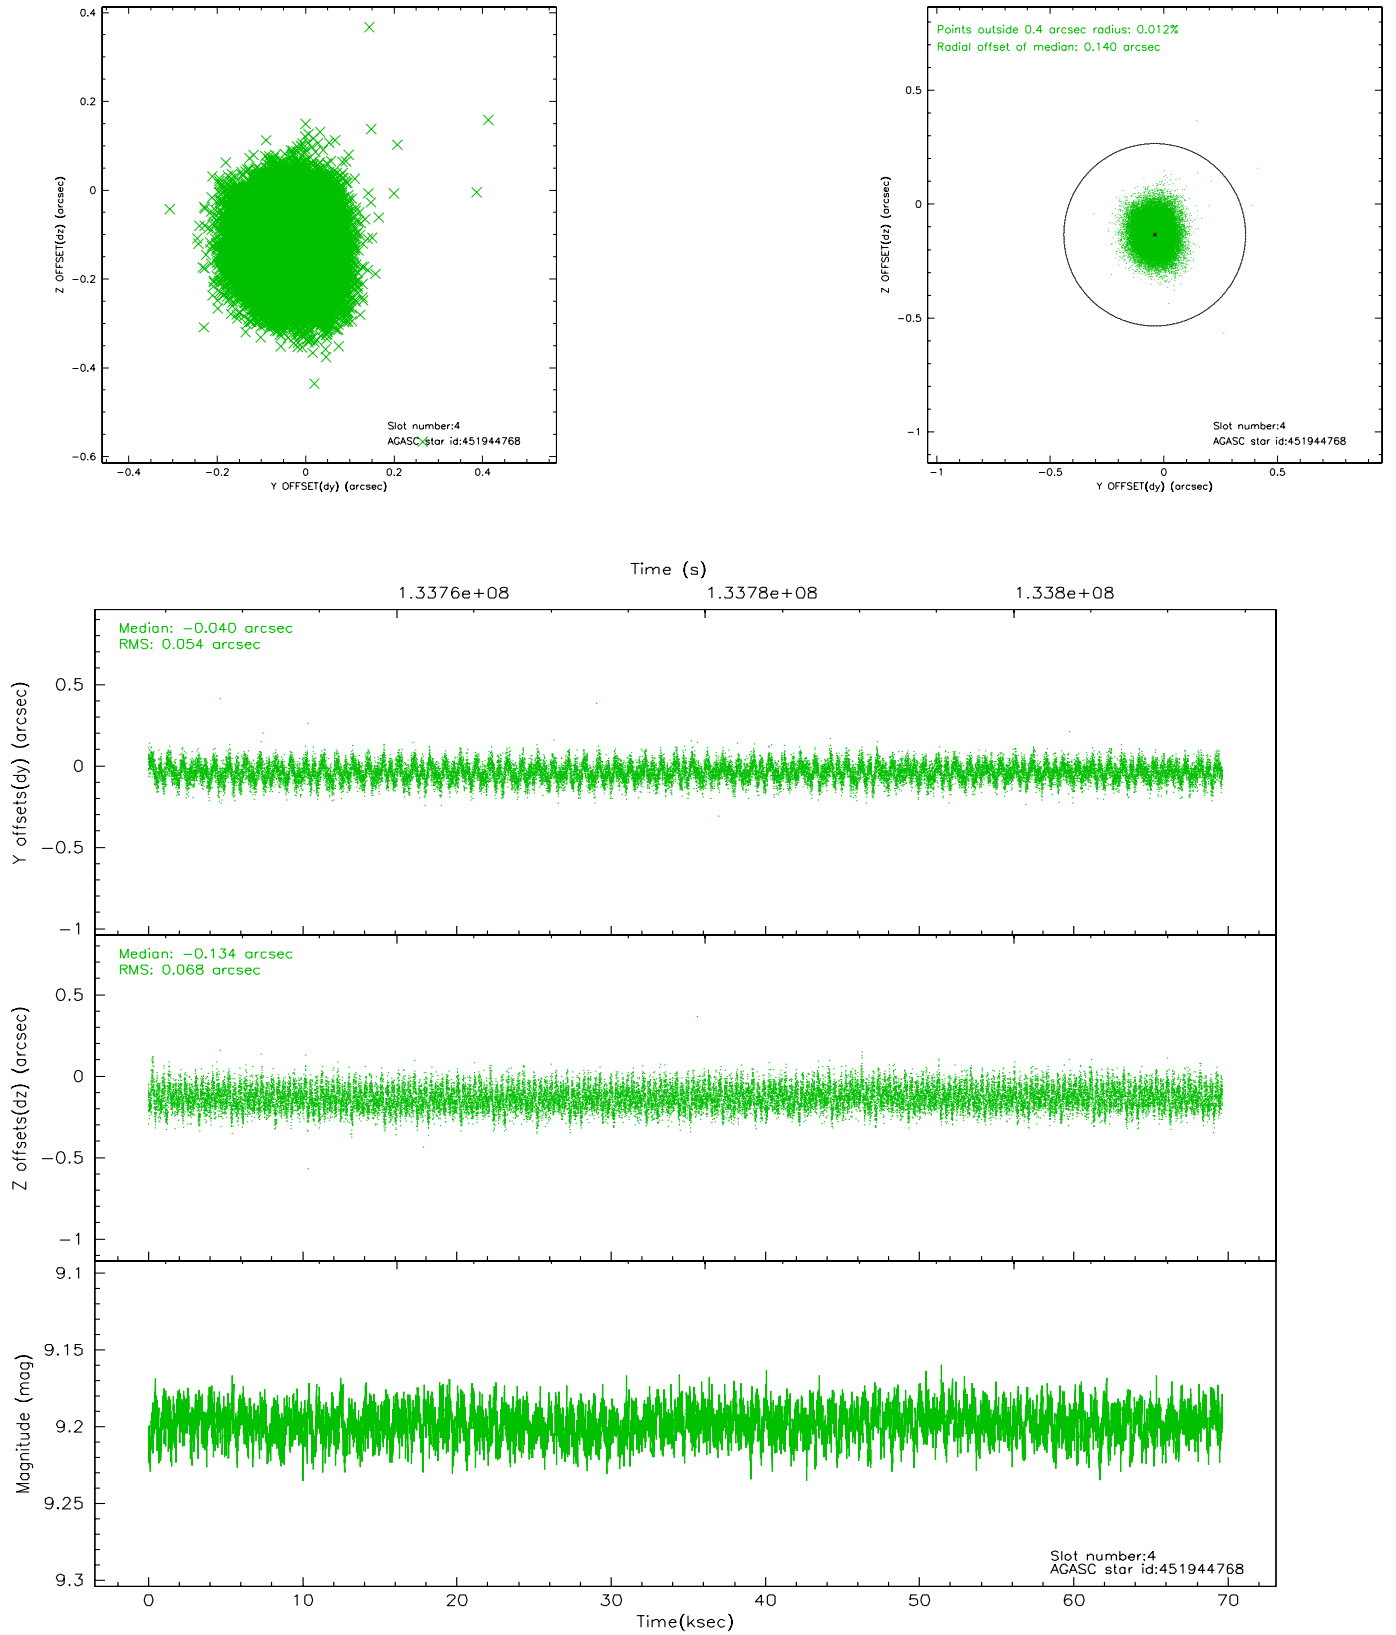 0.4
0.2
0
−0.2
−0.4
−0.6
Z OFFSET(dz) (arcsec)
−0.4
−0.2
0
0.2
0.4
Y OFFSET(dy) (arcsec)
Slot number:4
AGASC star id:451944768
Points outside 0.4 arcsec radius: 0.012%
Radial offset of median: 0.140 arcsec
0.5
0
−0.5
−1
Z OFFSET(dz) (arcsec)
−1
−0.5
0
0.5
Y OFFSET(dy) (arcsec)
Slot number:4
AGASC star id:451944768
Time (s)
1.3376e+08
1.3378e+08
1.338e+08
Median: −0.040 arcsec
RMS: 0.054 arcsec
0.5
0
−0.5
−1
Y offsets(dy) (arcsec)
Median: −0.134 arcsec
RMS: 0.068 arcsec
0.5
0
−0.5
−1
Z offsets(dz) (arcsec)
9.1
9.15
9.2
9.25
9.3
Magnitude (mag)
Slot number:4
AGASC star id:451944768
0
10
20
30
40
50
60
70
Time(ksec)